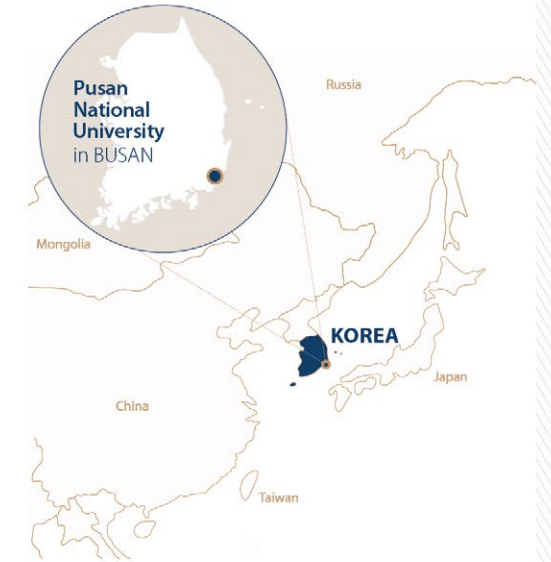 Pusan
National
University
in BUSAN
Russia
Mongolia
KOREA
Japan
China
Taiwan